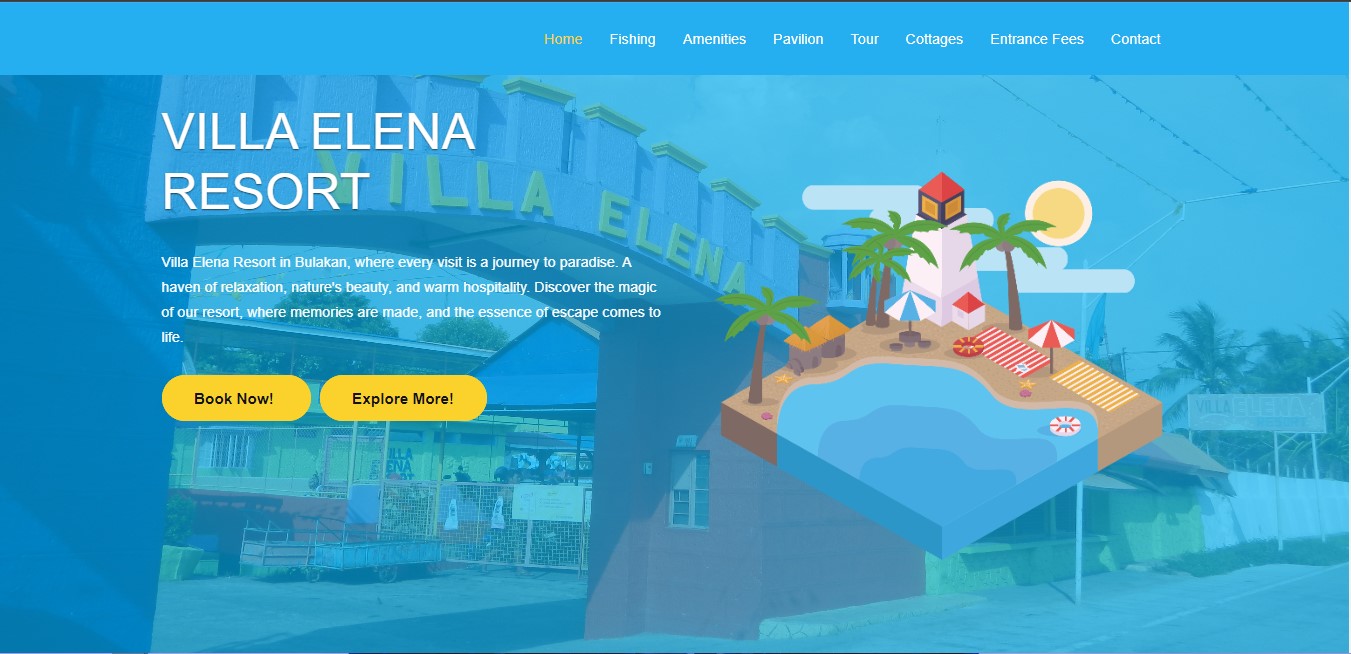 Home Fishing Amenities Pavilion Tour Cottages Entrance Fees Contact
VILLA ELENA
RESORT
VILLA ELENA
Villa Elena Resort in Bulakan, where every visit is a journey to paradise. A
haven of relaxation, nature's beauty, and warm hospitality. Discover the magic
of our resort, where memories are made, and the essence of escape comes to
life.
Book Now! Explore More!
VILLA ELENA
VILLA
ENA